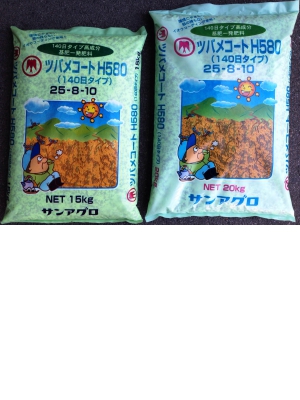 140日タイプ高成分
基肥一発肥料
ツバメコートH580
(140日タイプ)
25-8-10
NET 15kg
サンアグロ
140日タイプ高成分
基肥一発肥料
ツバメコートH580
(140日タイプ)
25-8-10
NET 20kg
サンアグロ